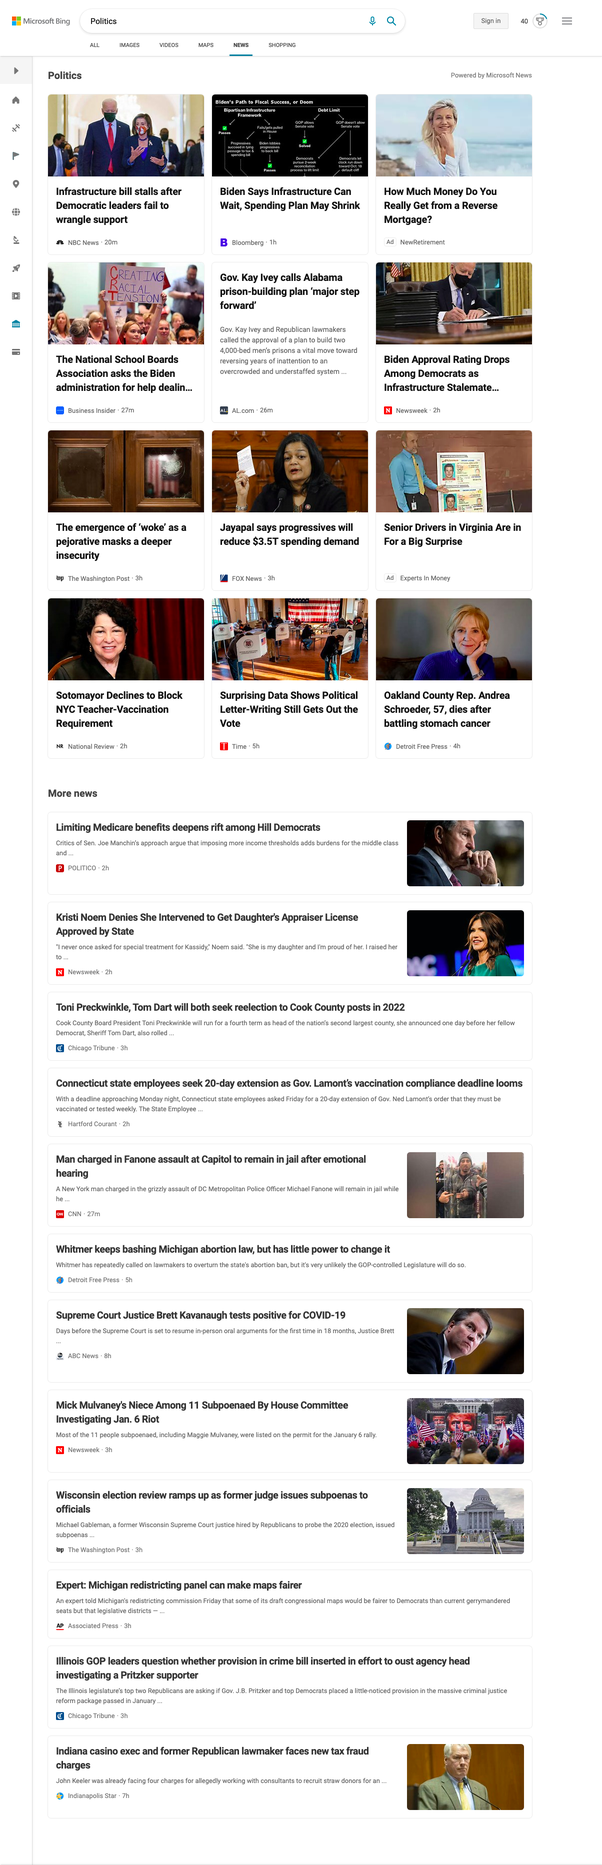 Microsoft Bing
Politics
Sign in
40
ALL
IMAGES
VIDEOS
MAPS
NEWS
SHOPPING
Politics
Powered by Microsoft News
Infrastructure bill stalls after
Democratic leaders fail to
wrangle support
NBC News · 20m
Biden's Path to Fiscal Success, or Doom
Bipartisan Infrastructure
Framework
Debt Limit
Biden Says Infrastructure Can
Wait, Spending Plan May Shrink
Bloomberg · 1h
How Much Money Do You
Really Get from a Reverse
Mortgage?
Ad NewRetirement
CREATING
RACIAL
TENSION
The National School Boards
Association asks the Biden
administration for help dealin...
Business Insider · 27m
Gov. Kay Ivey calls Alabama
prison-building plan ‘major step
forward’
Gov. Kay Ivey and Republican lawmakers
called the approval of a plan to build two
4,000-bed men's prisons a vital move toward
reversing years of inattention to an
overcrowded and understaffed system ...
AL.com · 26m
Biden Approval Rating Drops
Among Democrats as
Infrastructure Stalemate...
Newsweek · 2h
The emergence of ‘woke’ as a
pejorative masks a deeper
insecurity
The Washington Post · 3h
Jayapal says progressives will
reduce $3.5T spending demand
FOX News · 3h
Senior Drivers in Virginia Are in
For a Big Surprise
Ad Experts In Money
Sotomayor Declines to Block
NYC Teacher-Vaccination
Requirement
National Review · 2h
Surprising Data Shows Political
Letter-Writing Still Gets Out the
Vote
Time · 5h
Oakland County Rep. Andrea
Schroeder, 57, dies after
battling stomach cancer
Detroit Free Press · 4h
More news
Limiting Medicare benefits deepens rift among Hill Democrats
Critics of Sen. Joe Manchin's approach argue that imposing more income thresholds adds burdens for the middle class
and ...
POLITICO · 2h
Kristi Noem Denies She Intervened to Get Daughter's Appraiser License
Approved by State
"I never once asked for special treatment for Kassidy," Noem said. "She is my daughter and I'm proud of her. I raised her
to ...
Newsweek · 2h
Toni Preckwinkle, Tom Dart will both seek reelection to Cook County posts in 2022
Cook County Board President Toni Preckwinkle will run for a fourth term as head of the nation's second largest county, she announced one day before her fellow
Democrat, Sheriff Tom Dart, also rolled ...
Chicago Tribune · 3h
Connecticut state employees seek 20-day extension as Gov. Lamont’s vaccination compliance deadline looms
With a deadline approaching Monday night, Connecticut state employees asked Friday for a 20-day extension of Gov. Ned Lamont's order that they must be
vaccinated or tested weekly. The State Employee ...
Hartford Courant · 2h
Man charged in Fanone assault at Capitol to remain in jail after emotional
hearing
A New York man charged in the grizzly assault of DC Metropolitan Police Officer Michael Fanone will remain in jail while
he ...
CNN · 27m
Whitmer keeps bashing Michigan abortion law, but has little power to change it
Whitmer has repeatedly called on lawmakers to overturn the state's abortion ban, but it's very unlikely the GOP-controlled Legislature will do so.
Detroit Free Press · 5h
Supreme Court Justice Brett Kavanaugh tests positive for COVID-19
Days before the Supreme Court is set to resume in-person oral arguments for the first time in 18 months, Justice Brett
...
ABC News · 8h
Mick Mulvaney's Niece Among 11 Subpoenaed By House Committee
Investigating Jan. 6 Riot
Most of the 11 people subpoenaed, including Maggie Mulvaney, were listed on the permit for the January 6 rally.
Newsweek · 3h
Wisconsin election review ramps up as former judge issues subpoenas to
officials
Michael Gableman, a former Wisconsin Supreme Court justice hired by Republicans to probe the 2020 election, issued
subpoenas ...
The Washington Post · 3h
Expert: Michigan redistricting panel can make maps fairer
An expert told Michigan's redistricting commission Friday that some of its draft congressional maps would be fairer to Democrats than current gerrymandered
seats but that legislative districts — ...
Associated Press · 3h
Illinois GOP leaders question whether provision in crime bill inserted in effort to oust agency head
investigating a Pritzker supporter
The Illinois legislature's top two Republicans are asking if Gov. J.B. Pritzker and top Democrats placed a little-noticed provision in the massive criminal justice
reform package passed in January ...
Chicago Tribune · 3h
Indiana casino exec and former Republican lawmaker faces new tax fraud
charges
John Keeler was already facing four charges for allegedly working with consultants to recruit straw donors for an ...
Indianapolis Star · 7h